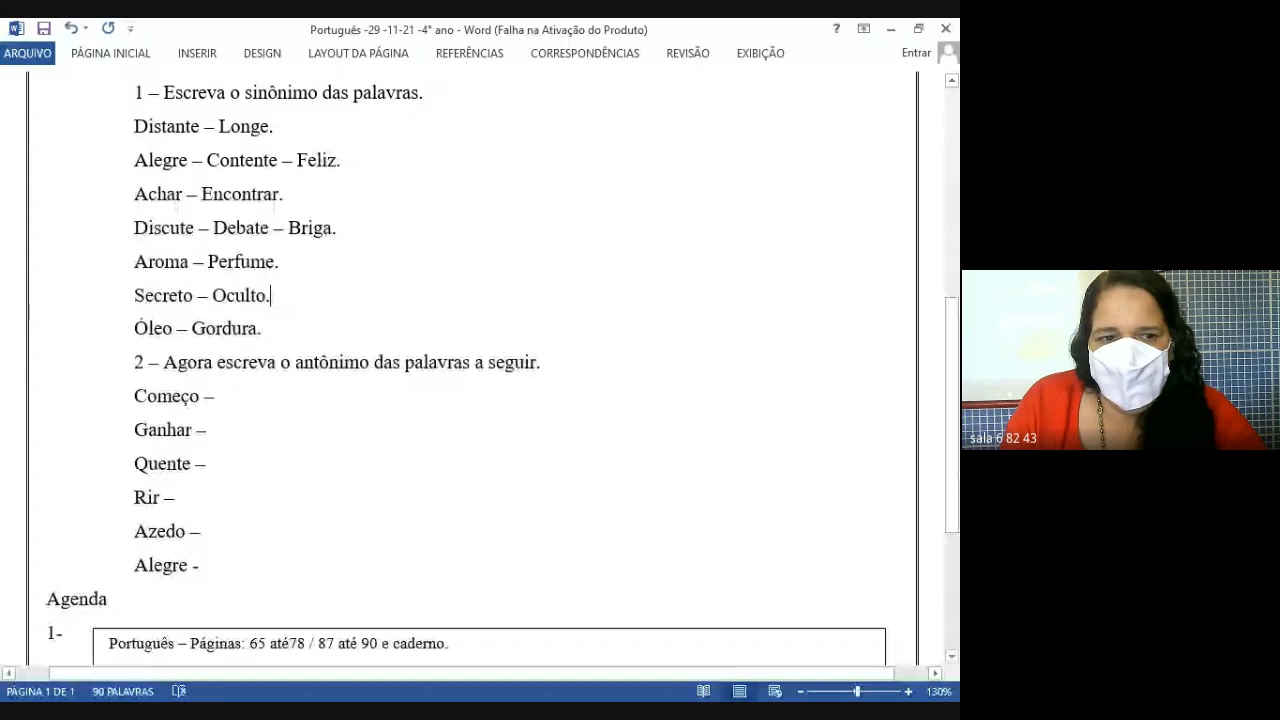 Português -29 -11-21 -4° ano - Word (Falha na Ativação do Produto)
?
ARQUIVO PÁGINA INICIAL INSERIR DESIGN LAYOUT DA PÁGINA REFERÊNCIAS CORRESPONDÊNCIAS REVISÃO EXIBIÇÃO Entrar
1 – Escreva o sinônimo das palavras.
Distante – Longe.
Alegre – Contente – Feliz.
Achar – Encontrar.
Discute – Debate – Briga.
Aroma – Perfume.
Secreto – Oculto.
Óleo – Gordura.
2 – Agora escreva o antônimo das palavras a seguir.
Começo –
Ganhar –
Quente –
Rir –
Azedo –
Alegre -
Agenda
1-
Português – Páginas: 65 até78 / 87 até 90 e caderno.
sala 6 82 43
PÁGINA 1 DE 1 90 PALAVRAS 130%